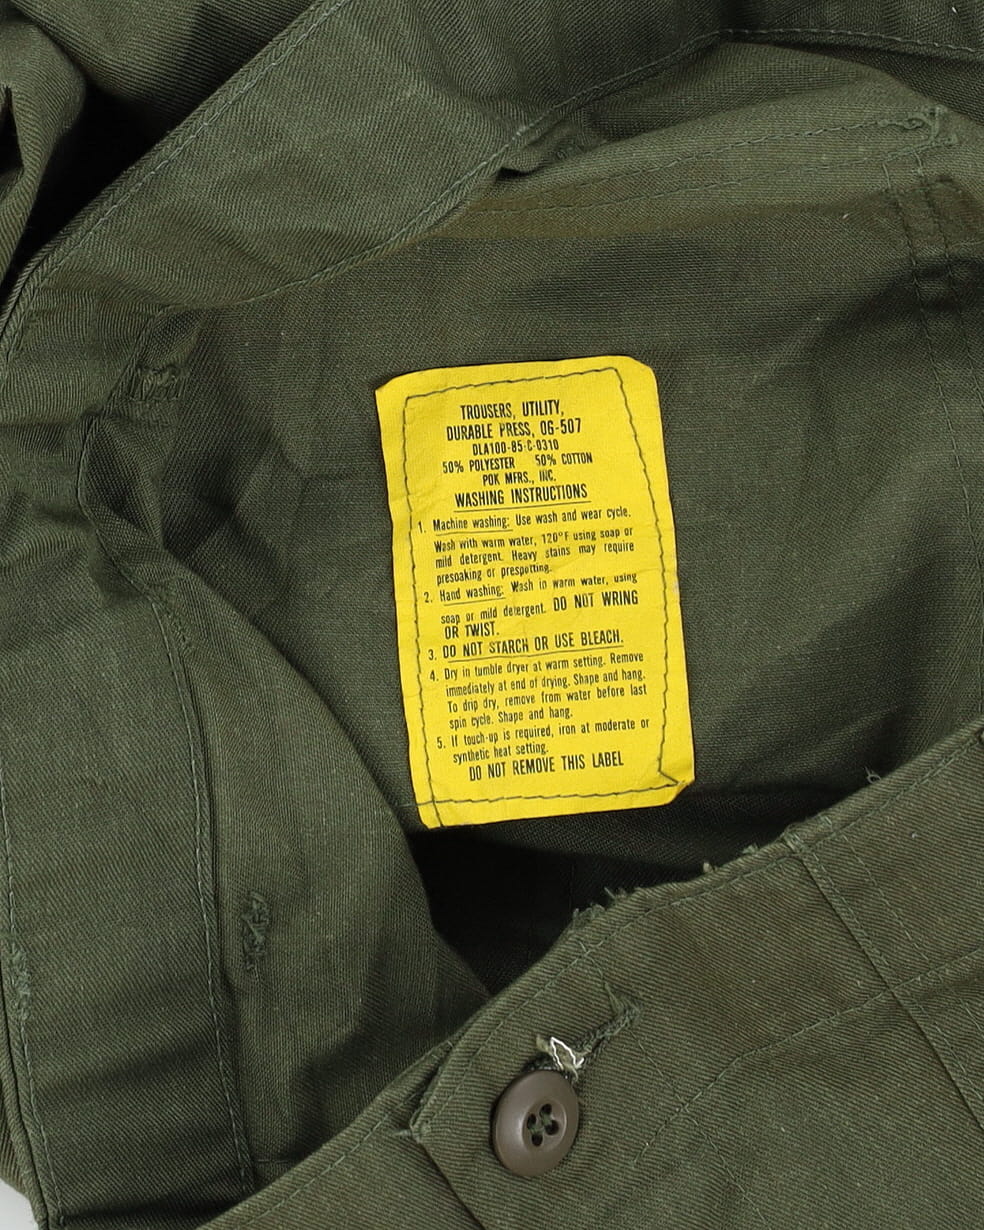 TROUSERS, UTILITY,
DURABLE PRESS, OG-507
DLA100-85-C-0310
50% POLYESTER 50% COTTON
POK MFRS., INC.
WASHING INSTRUCTIONS
1. Machine washing: Use wash and wear cycle.
Wash with warm water, 120°F using soap or
mild detergent. Heavy stains may require
presoaking or prespotting.
2. Hand washing: Wash in warm water, using
soap or mild detergent. DO NOT WRING
OR TWIST.
3. DO NOT STARCH OR USE BLEACH.
4. Dry in tumble dryer at warm setting. Remove
immediately at end of drying. Shape and hang.
To drip dry, remove from water before last
spin cycle. Shape and hang.
5. If touch-up is required, iron at moderate or
synthetic heat setting.
DO NOT REMOVE THIS LABEL